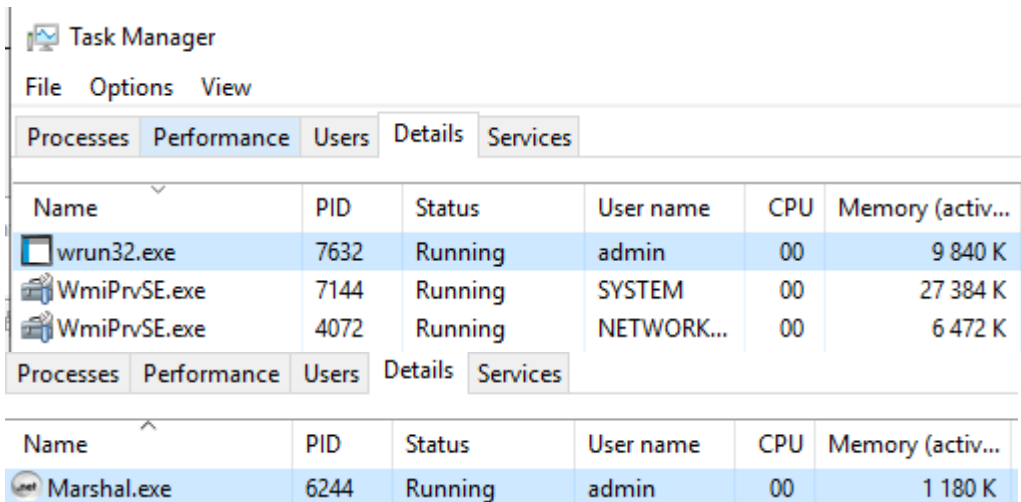 Task Manager
File Options View
Processes Performance Users Details Services
Name PID Status User name CPU Memory (activ...
wrun32.exe 7632 Running admin 00 9 840 K
WmiPrvSE.exe 7144 Running SYSTEM 00 27 384 K
WmiPrvSE.exe 4072 Running NETWORK... 00 6 472 K
Processes Performance Users Details Services
Name PID Status User name CPU Memory (activ...
Marshal.exe 6244 Running admin 00 1 180 K